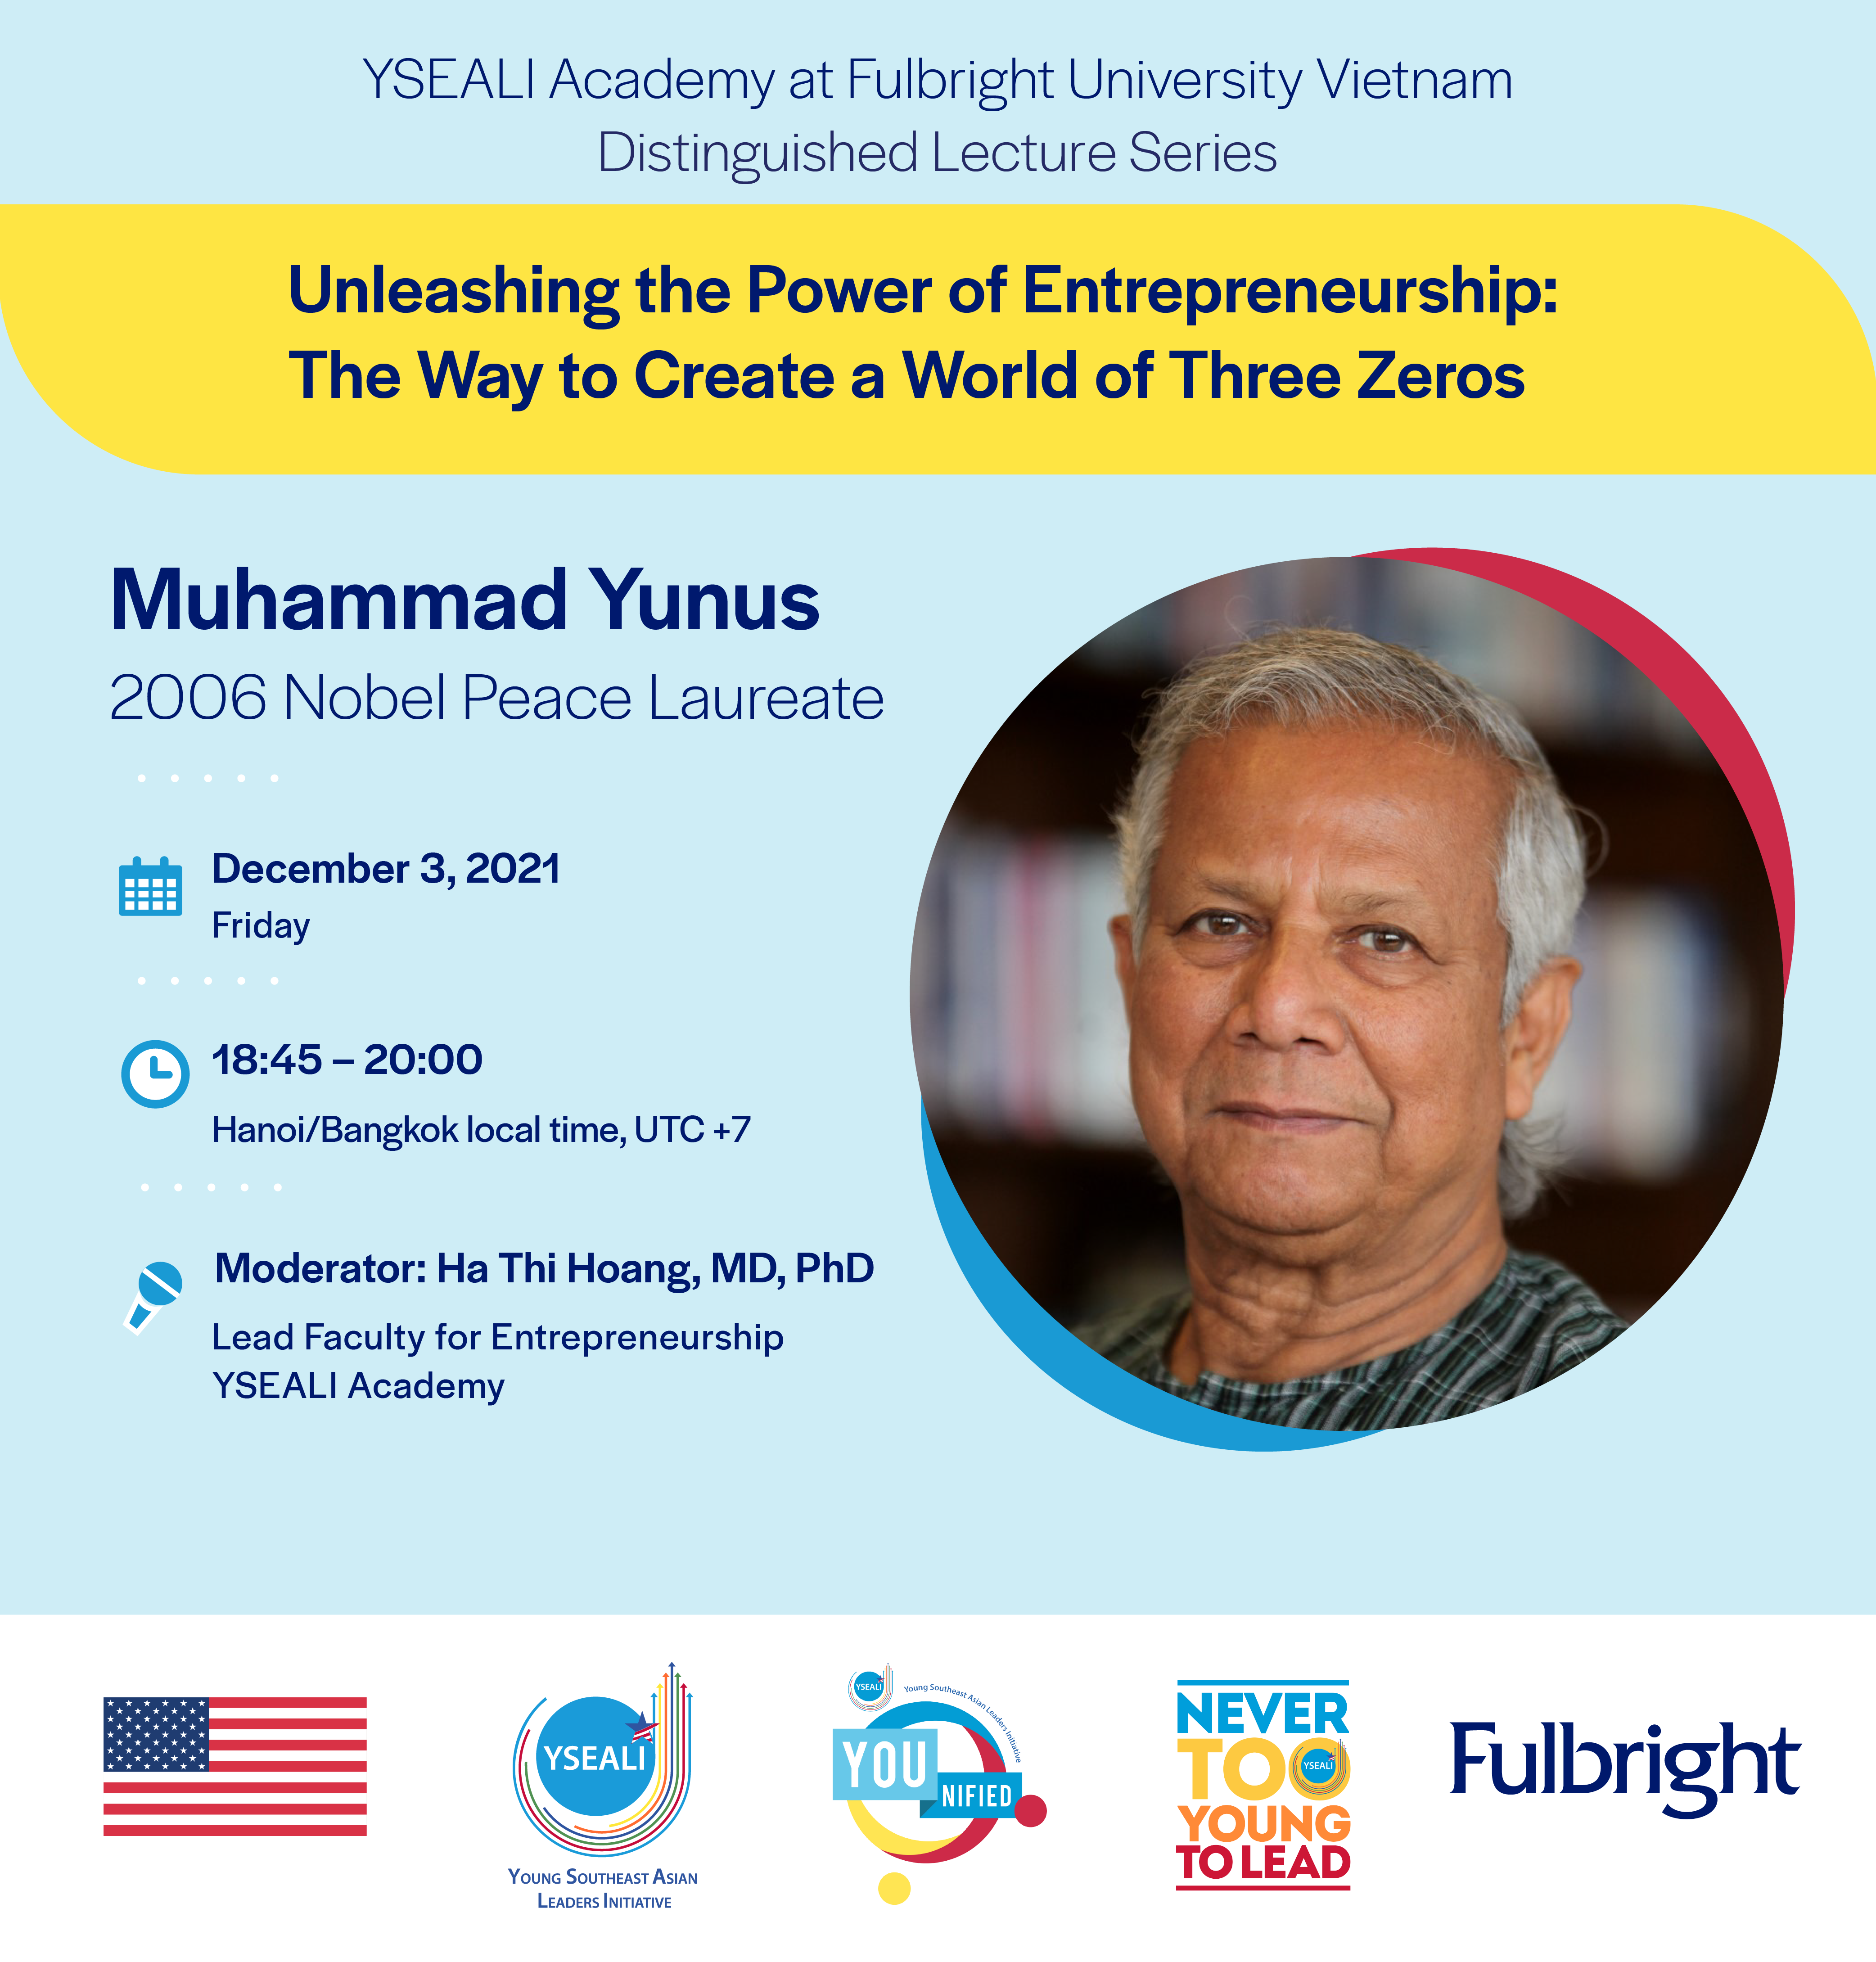 YSEALI Academy at Fulbright University Vietnam
Distinguished Lecture Series
Unleashing the Power of Entrepreneurship:
The Way to Create a World of Three Zeros
Muhammad Yunus
2006 Nobel Peace Laureate
December 3, 2021
Friday
18:45 – 20:00
Hanoi/Bangkok local time, UTC +7
Moderator: Ha Thi Hoang, MD, PhD
Lead Faculty for Entrepreneurship
YSEALI Academy
YSEALI
YOUNG SOUTHEAST ASIAN
LEADERS INITIATIVE
YSEALI
Young Southeast Asian Leaders Initiative
YOU
NIFIED
NEVER
TOO
YSEALI
YOUNG
TO LEAD
Fulbright